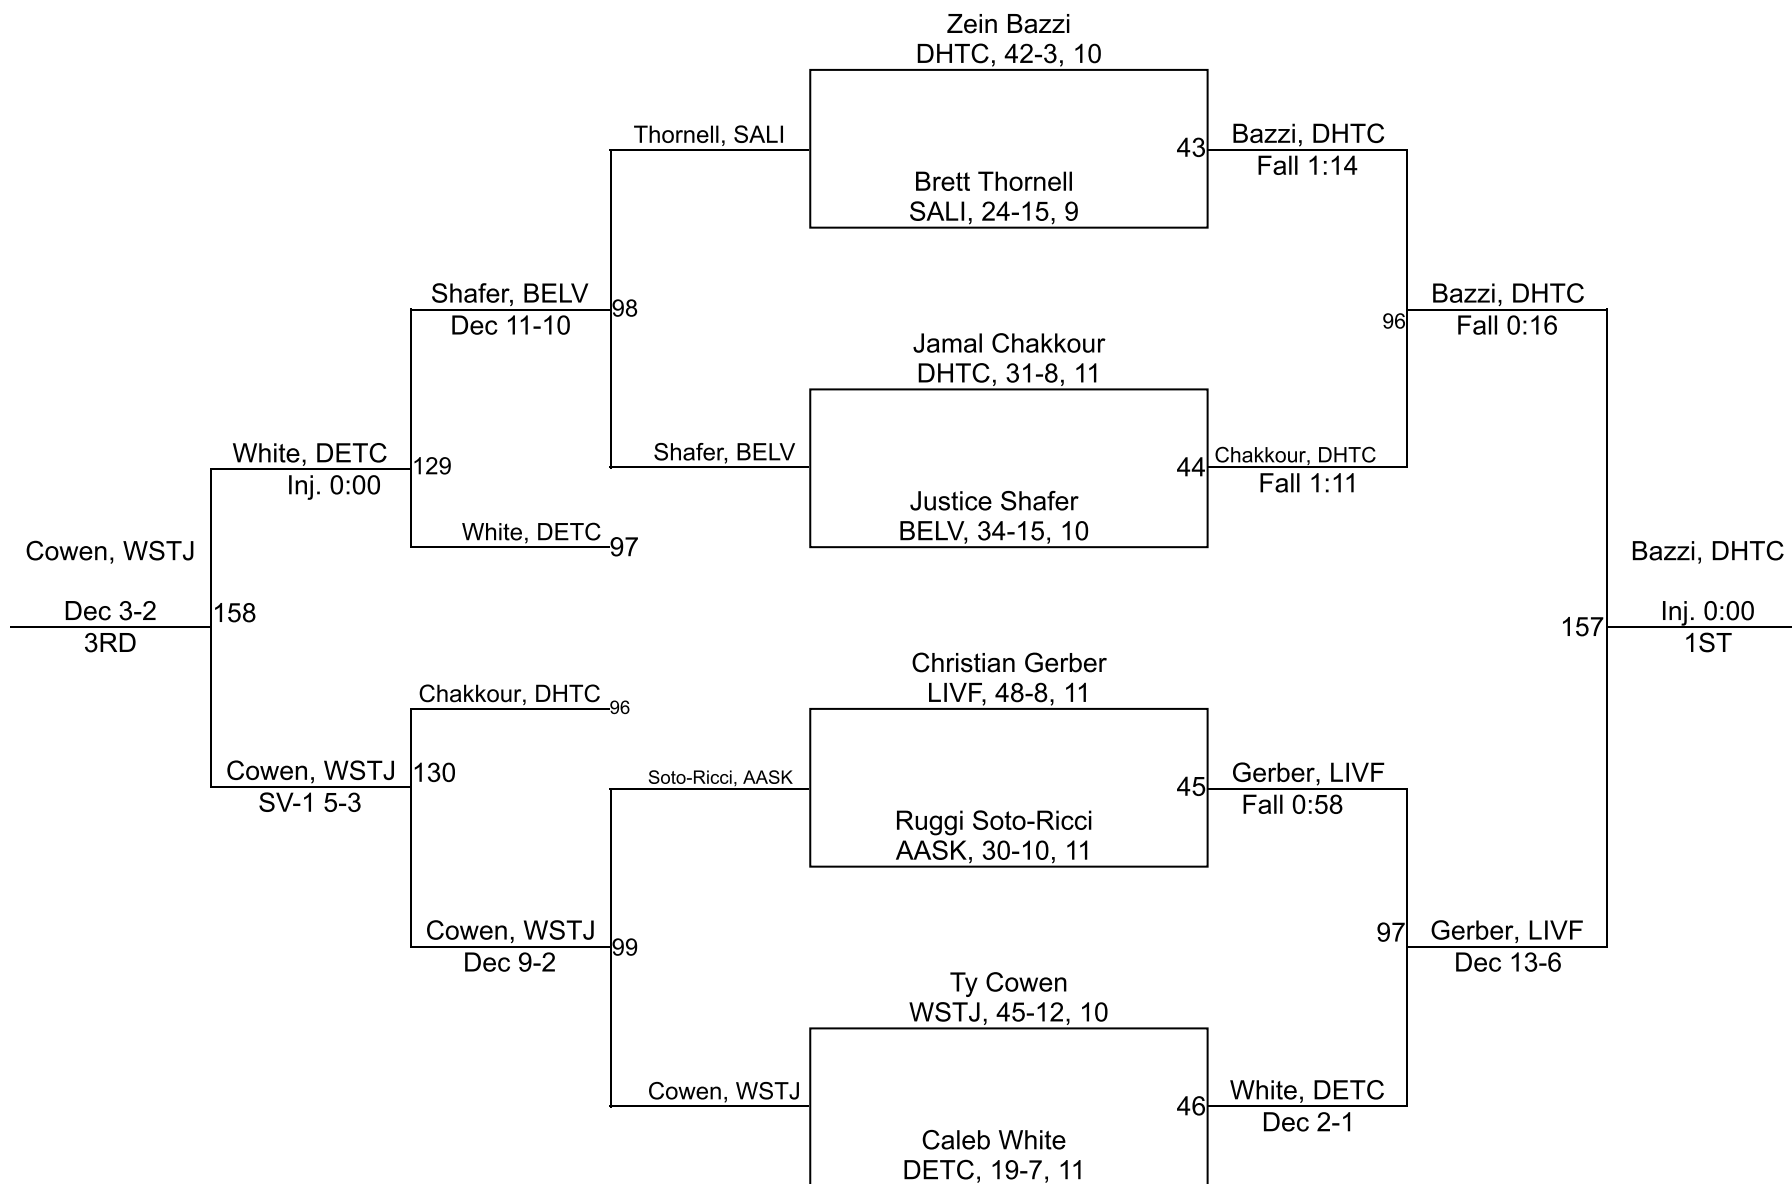 Zein Bazzi
DHTC, 42-3, 10
Thornell, SALI
43
Bazzi, DHTC
Fall 1:14
Brett Thornell
SALI, 24-15, 9
Shafer, BELV
Dec 11-10
98
Bazzi, DHTC
Fall 0:16
96
Jamal Chakkour
DHTC, 31-8, 11
White, DETC
Inj. 0:00
129
Shafer, BELV
44
Chakkour, DHTC
Fall 1:11
Justice Shafer
BELV, 34-15, 10
White, DETC
97
Cowen, WSTJ
Dec 3-2
3RD
158
Bazzi, DHTC
157
Inj. 0:00
1ST
Christian Gerber
LIVF, 48-8, 11
Chakkour, DHTC
96
Cowen, WSTJ
SV-1 5-3
130
Soto-Ricci, AASK
45
Gerber, LIVF
Fall 0:58
Ruggi Soto-Ricci
AASK, 30-10, 11
Cowen, WSTJ
Dec 9-2
99
97
Gerber, LIVF
Dec 13-6
Ty Cowen
WSTJ, 45-12, 10
Cowen, WSTJ
46
White, DETC
Dec 2-1
Caleb White
DETC, 19-7, 11